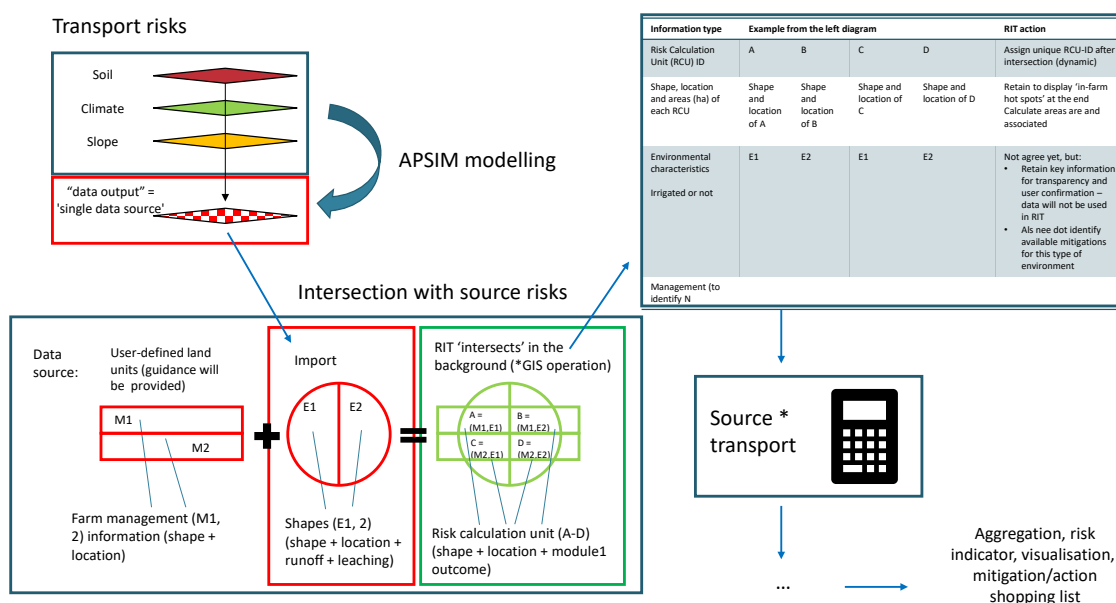 Transport risks
Soil
Climate
Slope
APSIM modelling
“data output” =
'single data source'
Intersection with source risks
Data
source:
User-defined land
units (guidance will
be provided)
M1
M2
Farm management (M1,
2) information (shape +
location)
Import
E1 E2
Shapes (E1, 2)
(shape + location +
runoff + leaching)
RIT ‘intersects’ in the
background (*GIS operation)
A =
(M1,E1)
B =
(M1,E2)
C =
(M2,E1)
D =
(M2,E2)
Risk calculation unit (A-D)
(shape + location + module1
outcome)
Information type Example from the left diagram RIT action
Risk Calculation
Unit (RCU) ID
A B C D
Assign unique RCU-ID after
intersection (dynamic)
Shape, location
and areas (ha) of
each RCU
Shape
and
location
of A
Shape
and
location
of B
Shape and
location of
C
Shape and
location of D
Retain to display ‘in-farm
hot spots’ at the end
Calculate areas are and
associated
Environmental
characteristics
Irrigated or not
E1 E2 E1 E2
Not agree yet, but:
• Retain key information
for transparency and
user confirmation –
data will not be used
in RIT
• Als nee dot identify
available mitigations
for this type of
environment
Management (to
identify N
Source *
transport
...
Aggregation, risk
indicator, visualisation,
mitigation/action
shopping list